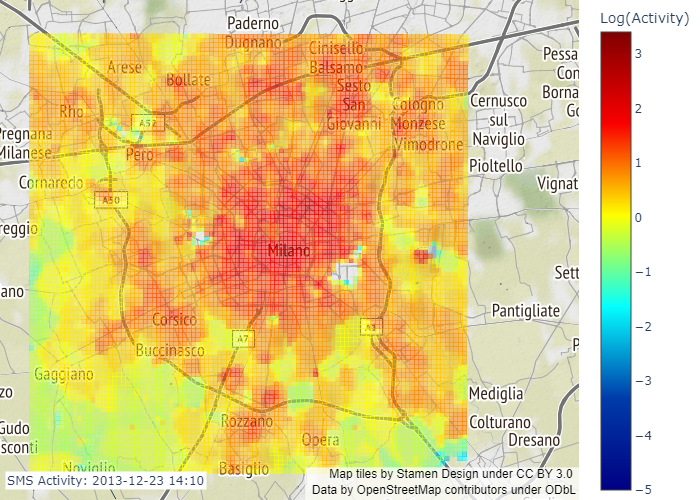 Paderno
Dugnano
Cinisello
Balsamo
Sesto
San
Giovanni
Arese
Bollate
Rho
A52
Pero
Pregnana
Milanese
Cornaredo
A50
reggio
ano
Cologno
Monzese
Vimodrone
Cernusco
sul
Naviglio
Pioltello
Pessa
Con
Borna
Go
Vignat
Milano
Sett
Pantigliate
P
Corsico
A7
Buccinasco
Gaggiano
zo
Gudo
sconti
Rozzano
Opera
Mediglia
Colturano
Dresano
Noviglio
Basiglio
SMS Activity: 2013-12-23 14:10
Map tiles by Stamen Design under CC BY 3.0
Data by OpenStreetMap contributors under ODbL
Log(Activity)
3
2
1
0
−1
−2
−3
−4
−5